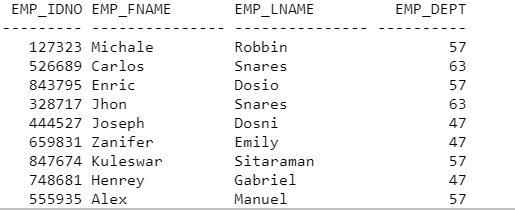 EMP_IDNO EMP_FNAME       EMP_LNAME         EMP_DEPT
--------- --------------- --------------- ----------
   127323 Michale         Robbin                  57
   526689 Carlos          Snares                  63
   843795 Enric           Dosio                   57
   328717 Jhon            Snares                  63
   444527 Joseph          Dosni                   47
   659831 Zanifer         Emily                   47
   847674 Kuleswar        Sitaraman               57
   748681 Henrey          Gabriel                 47
   555935 Alex            Manuel                  57